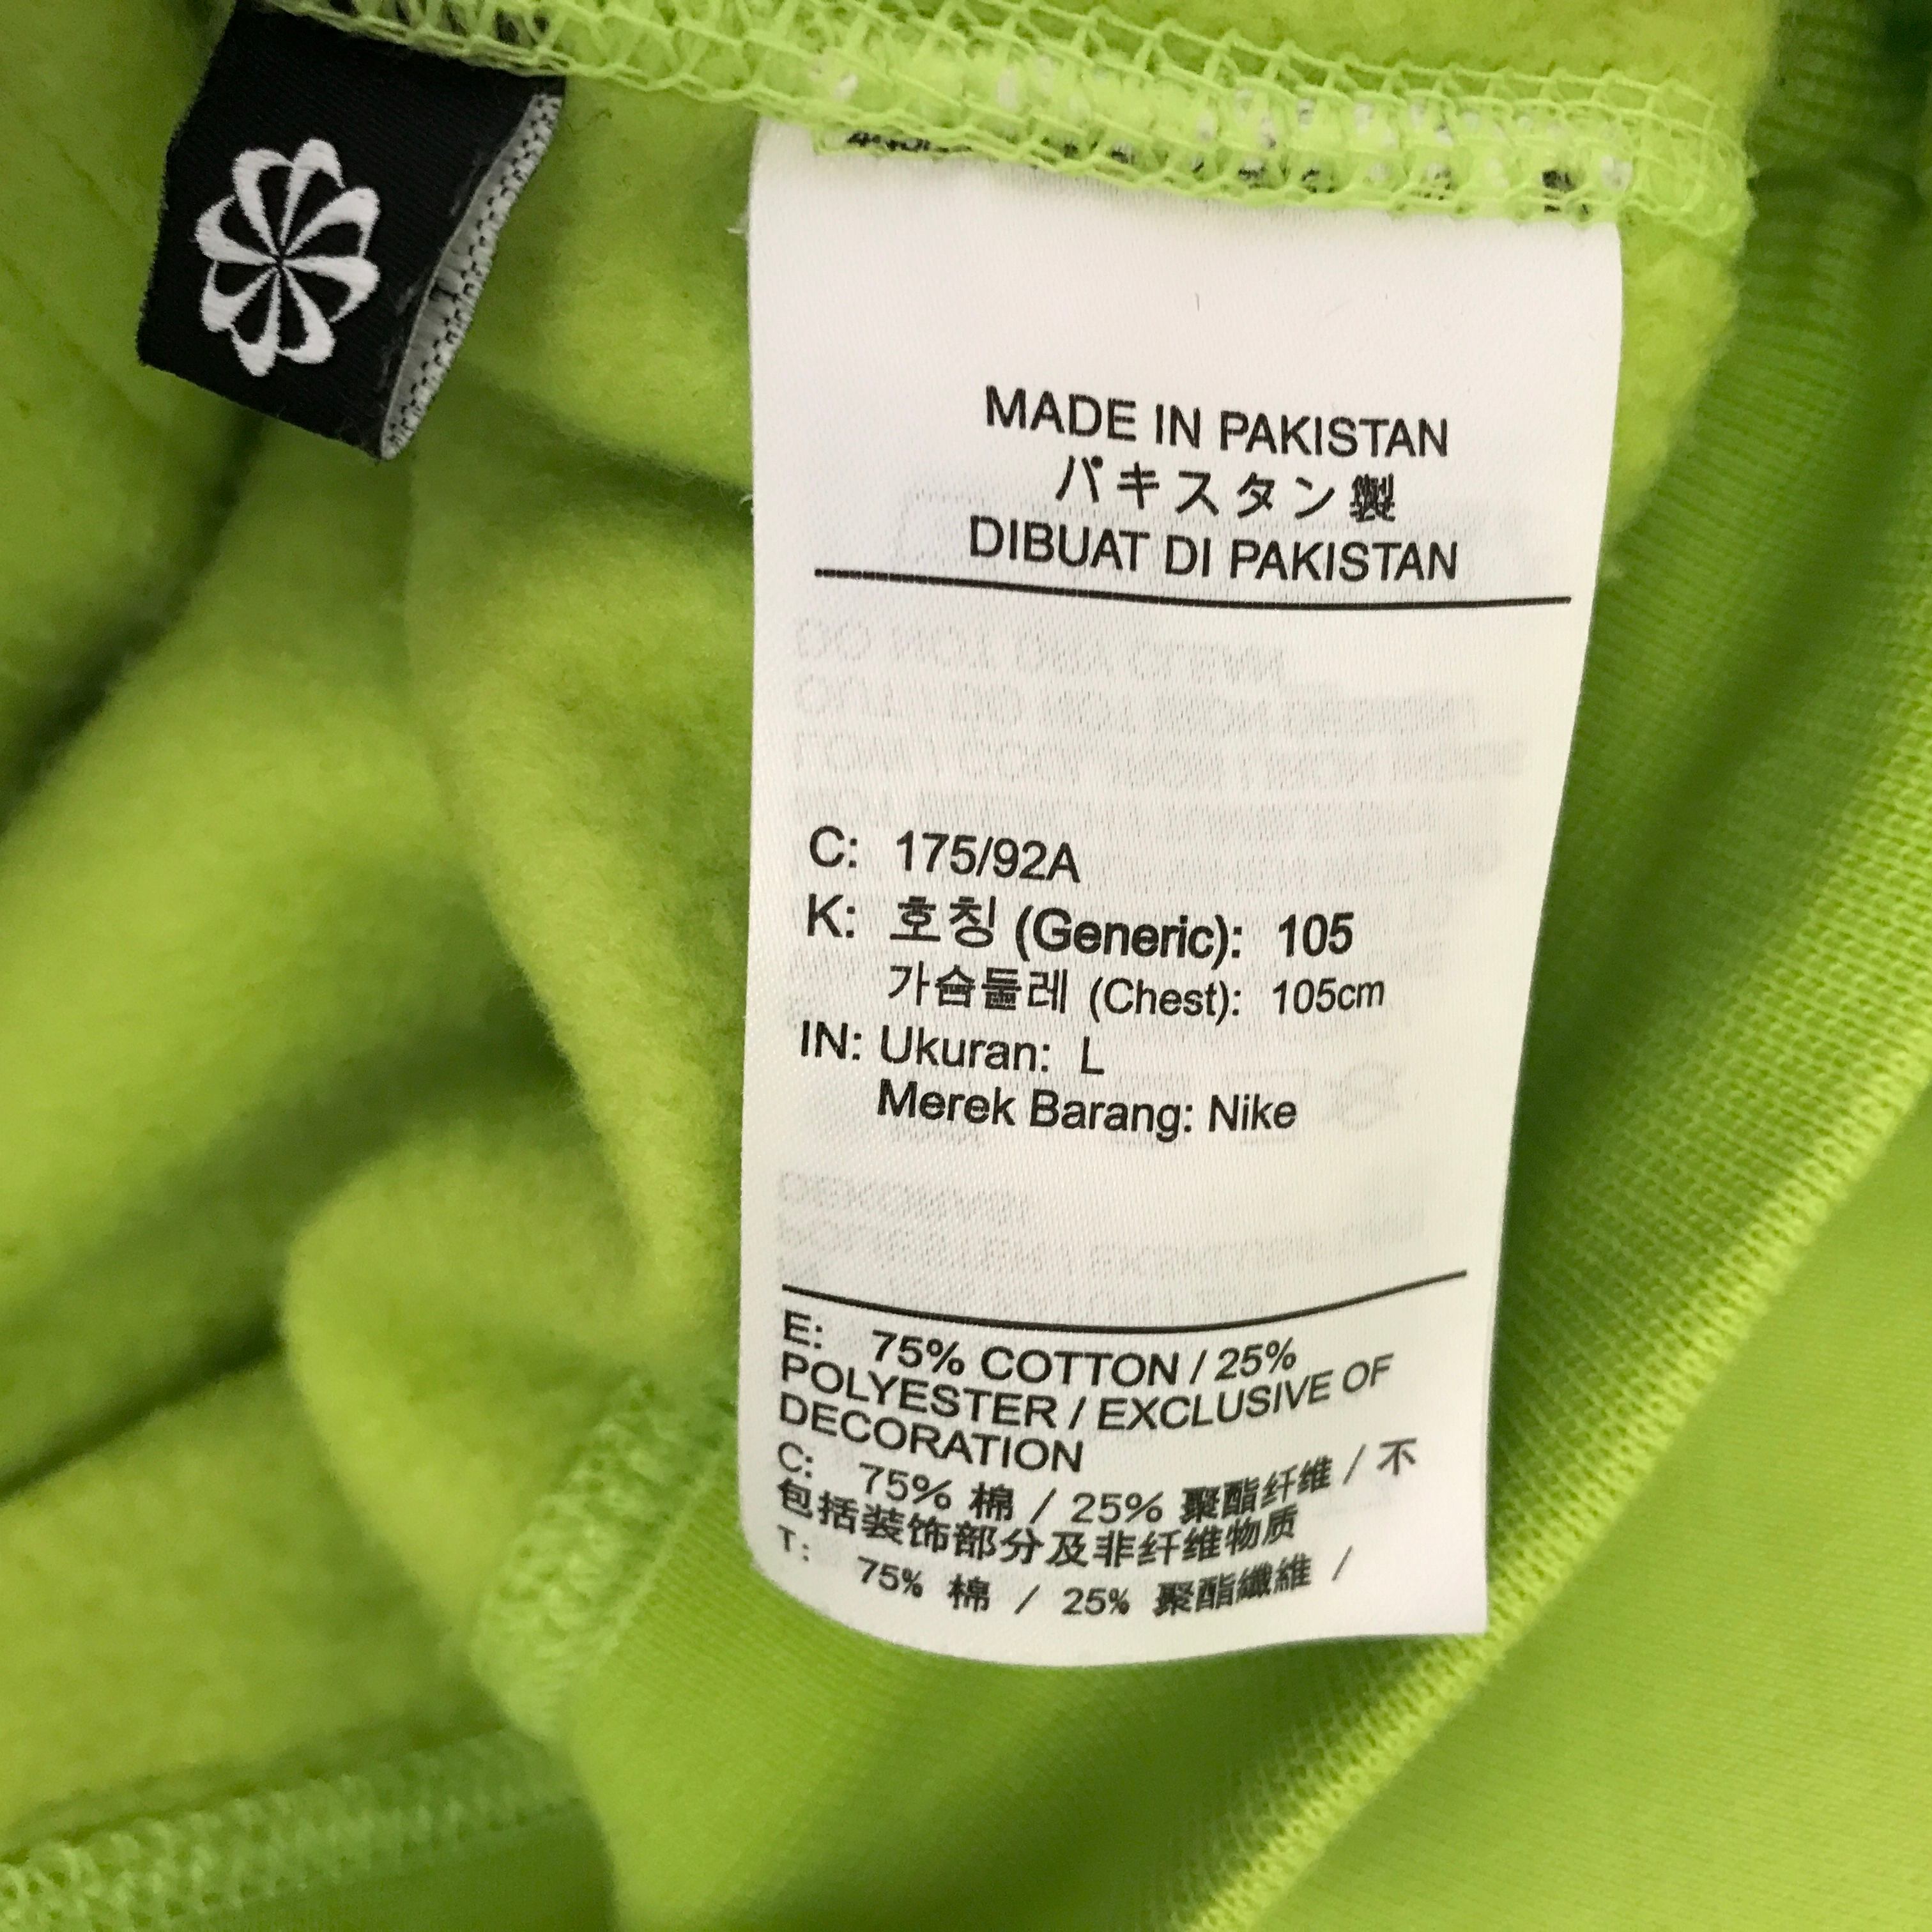 MADE IN PAKISTAN
パキスタン製
DIBUAT DI PAKISTAN
C: 175/92A
K: 호칭 (Generic): 105
가슴둘레 (Chest): 105cm
IN: Ukuran: L
Merek Barang: Nike
E: 75% COTTON / 25%
POLYESTER / EXCLUSIVE OF
DECORATION
C: 75% 棉 / 25% 聚酯纤维 / 不
包括装饰部分及非纤维物质
T: 75% 棉 / 25% 聚酯纖維 /